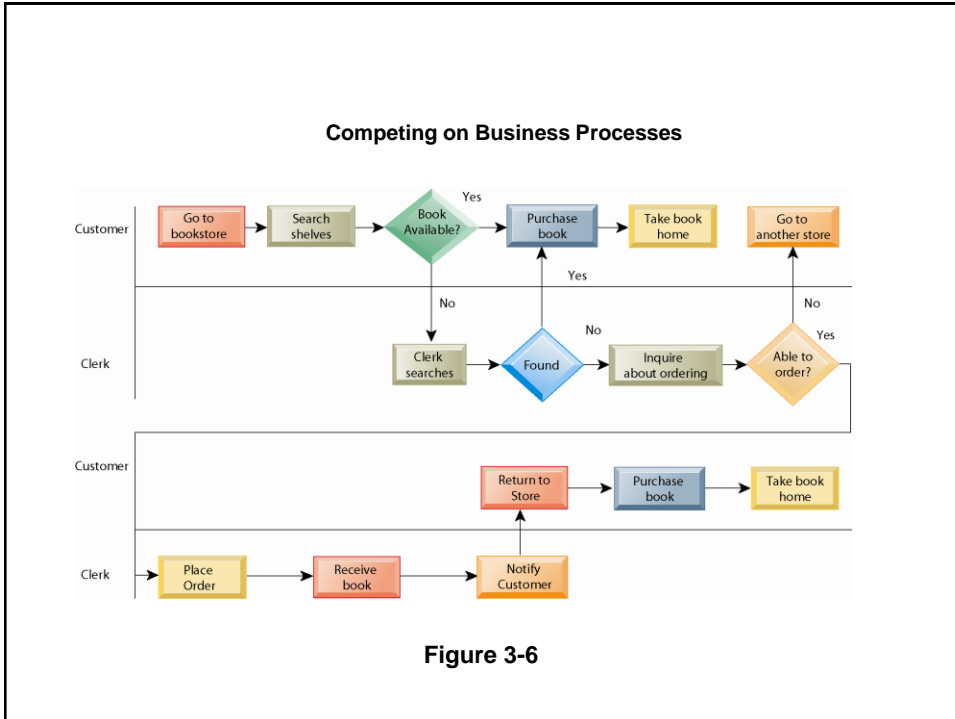 Competing on Business Processes
Yes
Customer
Go to
bookstore
Search
shelves
Book
Available?
Purchase
book
Take book
home
Go to
another store
No
Yes
No
Clerk
Clerk
searches
Found
No
Inquire
about ordering
Able to
order?
Yes
Customer
Return to
Store
Purchase
book
Take book
home
Clerk
Place
Order
Receive
book
Notify
Customer
Figure 3-6